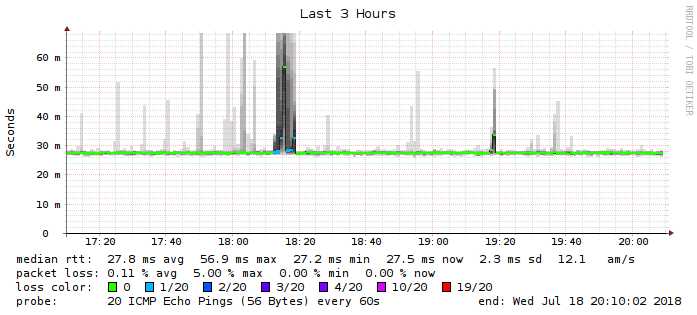 Last 3 Hours
RRDTOOL / TOBI OETIKER
Seconds
60 m
50 m
40 m
30 m
20 m
10 m
0
17:20 17:40 18:00 18:20 18:40 19:00 19:20 19:40 20:00
median rtt: 27.8 ms avg 56.9 ms max 27.2 ms min 27.5 ms now 2.3 ms sd 12.1 am/s
packet loss: 0.11 % avg 5.00 % max 0.00 % min 0.00 % now
loss color: 0 1/20 2/20 3/20 4/20 10/20 19/20
probe: 20 ICMP Echo Pings (56 Bytes) every 60s end: Wed Jul 18 20:10:02 2018